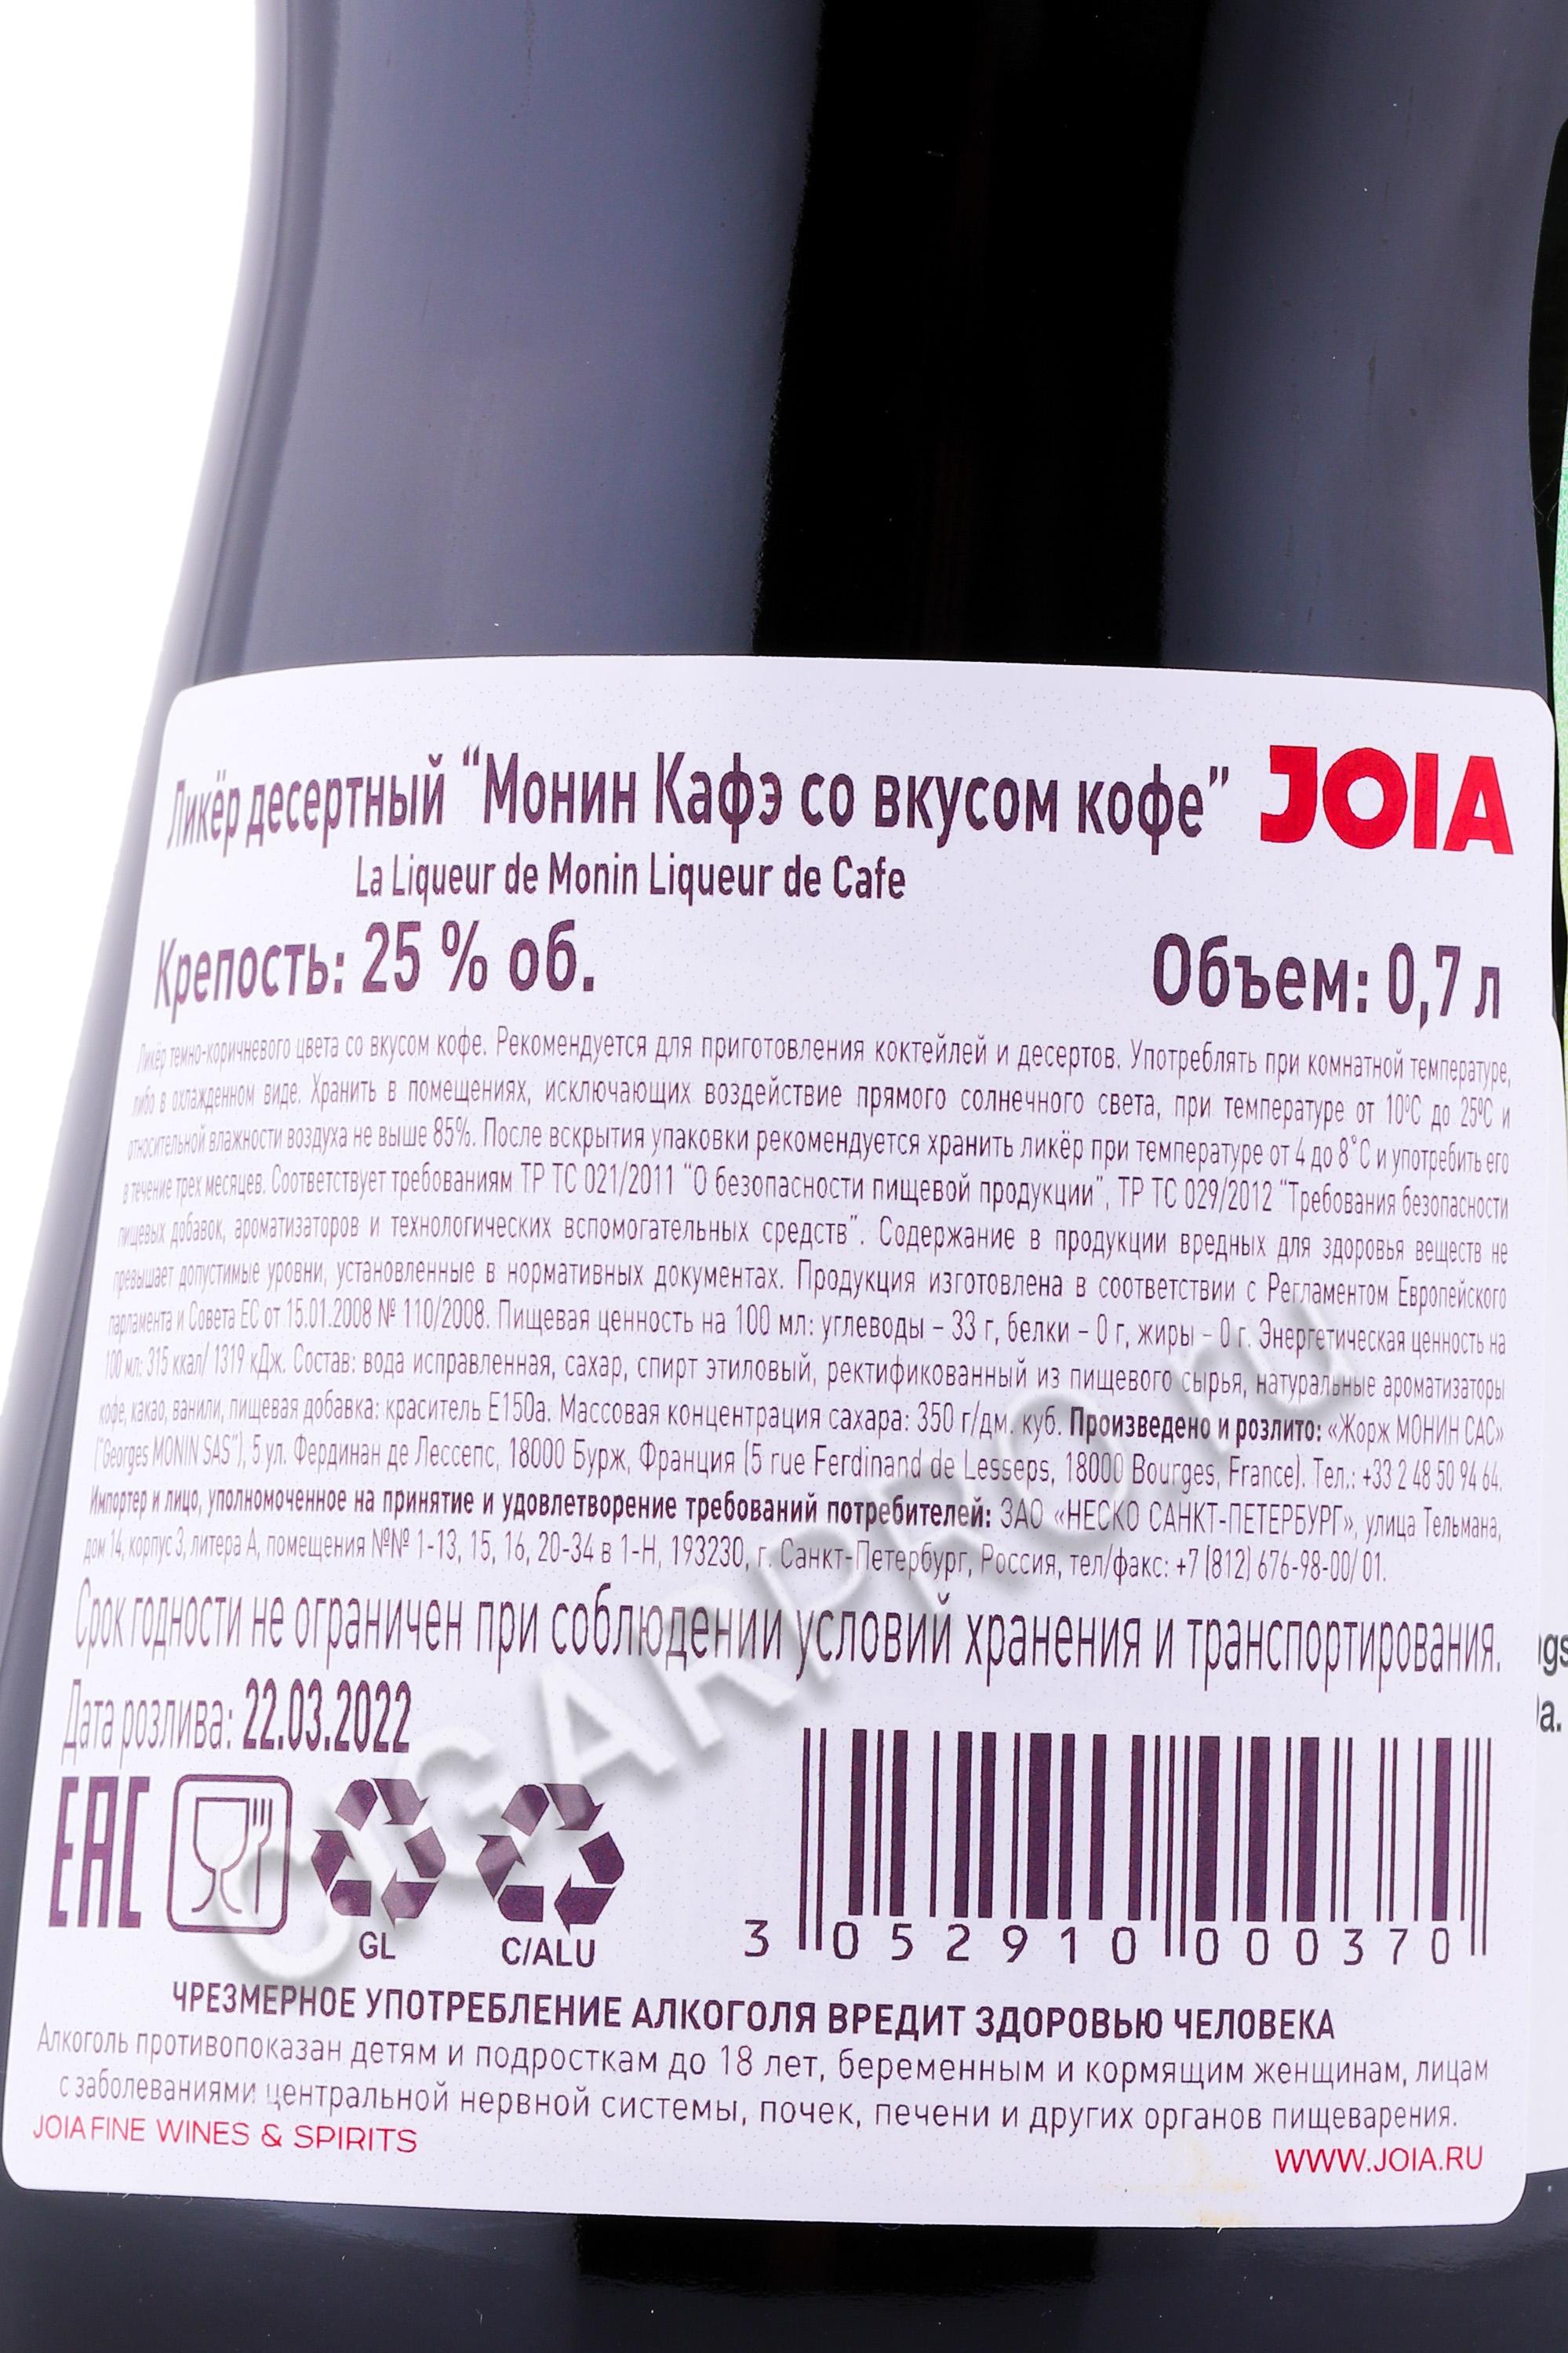 Ликёр десертный “Монин Кафэ со вкусом кофе” JOIA
La Liqueur de Monin Liqueur de Cafe
Крепость: 25 % об. Объем: 0,7 л
Ликёр темно-коричневого цвета со вкусом кофе. Рекомендуется для приготовления коктейлей и десертов. Употреблять при комнатной температуре,
либо в охлажденном виде. Хранить в помещениях, исключающих воздействие прямого солнечного света, при температуре от 10°С до 25°С и
относительной влажности воздуха не выше 85%. После вскрытия упаковки рекомендуется хранить ликёр при температуре от 4 до 8°С и употребить его
в течение трех месяцев. Соответствует требованиям ТР ТС 021/2011 "О безопасности пищевой продукции", ТР ТС 029/2012 "Требования безопасности
пищевых добавок, ароматизаторов и технологических вспомогательных средств". Содержание в продукции вредных для здоровья веществ не
превышает допустимые уровни, установленные в нормативных документах. Продукция изготовлена в соответствии с Регламентом Европейского
парламента и Совета ЕС от 15.01.2008 № 110/2008. Пищевая ценность на 100 мл: углеводы – 33 г, белки – 0 г, жиры – 0 г. Энергетическая ценность на
100 мл: 315 ккал/ 1319 кДж. Состав: вода исправленная, сахар, спирт этиловый, ректификованный из пищевого сырья, натуральные ароматизаторы
кофе, какао, ванили, пищевая добавка: краситель Е150а. Массовая концентрация сахара: 350 г/дм. куб. Произведено и розлито: «Жорж МОНИН САС»
("Georges MONIN SAS"), 5 ул. Фердинан де Лессепс, 18000 Бурж, Франция (5 rue Ferdinand de Lesseps, 18000 Bourges, France). Тел.: +33 2 48 50 94 64.
Импортер и лицо, уполномоченное на принятие и удовлетворение требований потребителей: ЗАО «НЕСКО САНКТ-ПЕТЕРБУРГ», улица Тельмана,
дом 14, корпус 3, литера А, помещения №№ 1-13, 15, 16, 20-34 в 1-Н, 193230, г. Санкт-Петербург, Россия, тел/факс: +7 (812) 676-98-00/ 01.
Срок годности не ограничен при соблюдении условий хранения и транспортирования.
Дата розлива: 22.03.2022
EAC
GL C/ALU
3 052910 000370
ЧРЕЗМЕРНОЕ УПОТРЕБЛЕНИЕ АЛКОГОЛЯ ВРЕДИТ ЗДОРОВЬЮ ЧЕЛОВЕКА
Алкоголь противопоказан детям и подросткам до 18 лет, беременным и кормящим женщинам, лицам
с заболеваниями центральной нервной системы, почек, печени и других органов пищеварения.
JOIA FINE WINES & SPIRITS WWW.JOIA.RU
CIGARPRO.ru